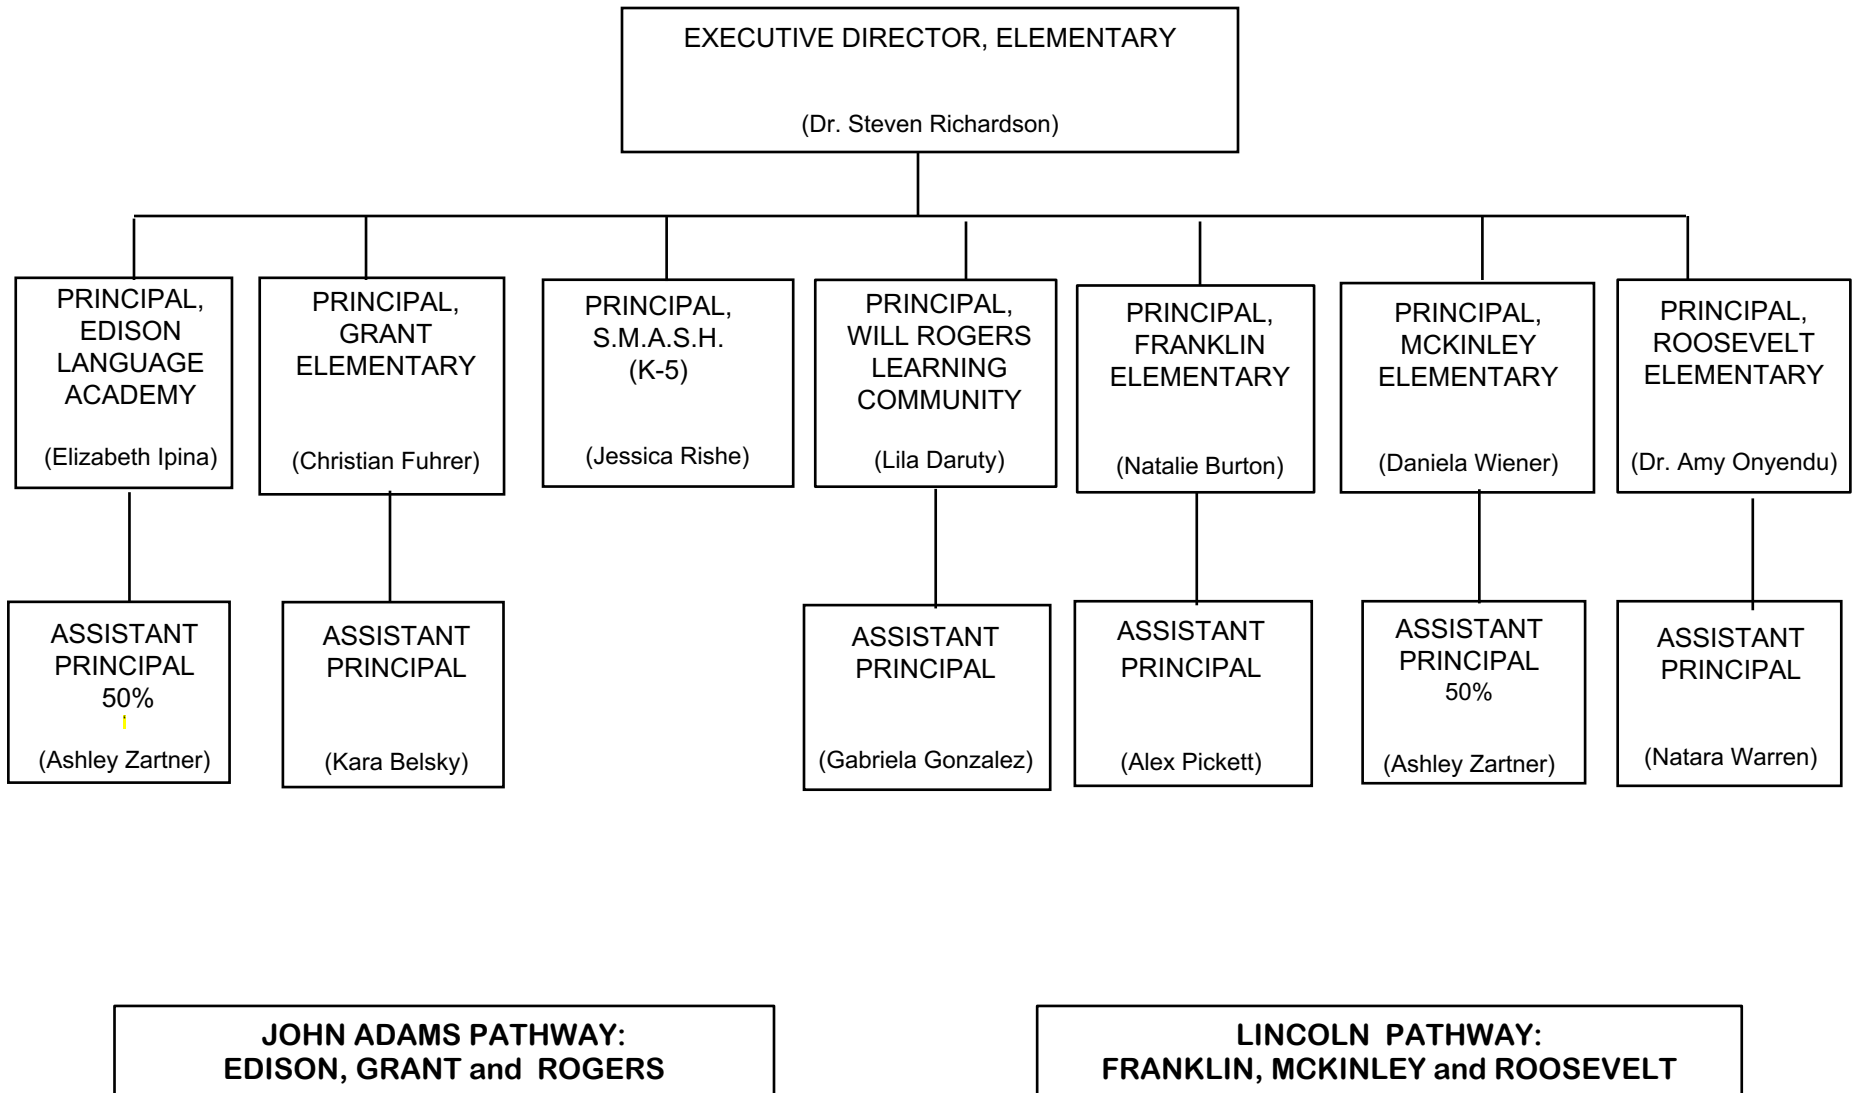 EXECUTIVE DIRECTOR, ELEMENTARY
(Dr. Steven Richardson)
PRINCIPAL,
EDISON
LANGUAGE
ACADEMY
(Elizabeth Ipina)
PRINCIPAL,
GRANT
ELEMENTARY
(Christian Fuhrer)
PRINCIPAL,
S.M.A.S.H.
(K-5)
(Jessica Rishe)
PRINCIPAL,
WILL ROGERS
LEARNING
COMMUNITY
(Lila Daruty)
PRINCIPAL,
FRANKLIN
ELEMENTARY
(Natalie Burton)
PRINCIPAL,
MCKINLEY
ELEMENTARY
(Daniela Wiener)
PRINCIPAL,
ROOSEVELT
ELEMENTARY
(Dr. Amy Onyendu)
ASSISTANT
PRINCIPAL
50%
(Ashley Zartner)
ASSISTANT
PRINCIPAL
(Kara Belsky)
ASSISTANT
PRINCIPAL
(Gabriela Gonzalez)
ASSISTANT
PRINCIPAL
(Alex Pickett)
ASSISTANT
PRINCIPAL
50%
(Ashley Zartner)
ASSISTANT
PRINCIPAL
(Natara Warren)
JOHN ADAMS PATHWAY:
EDISON, GRANT and ROGERS
LINCOLN PATHWAY:
FRANKLIN, MCKINLEY and ROOSEVELT